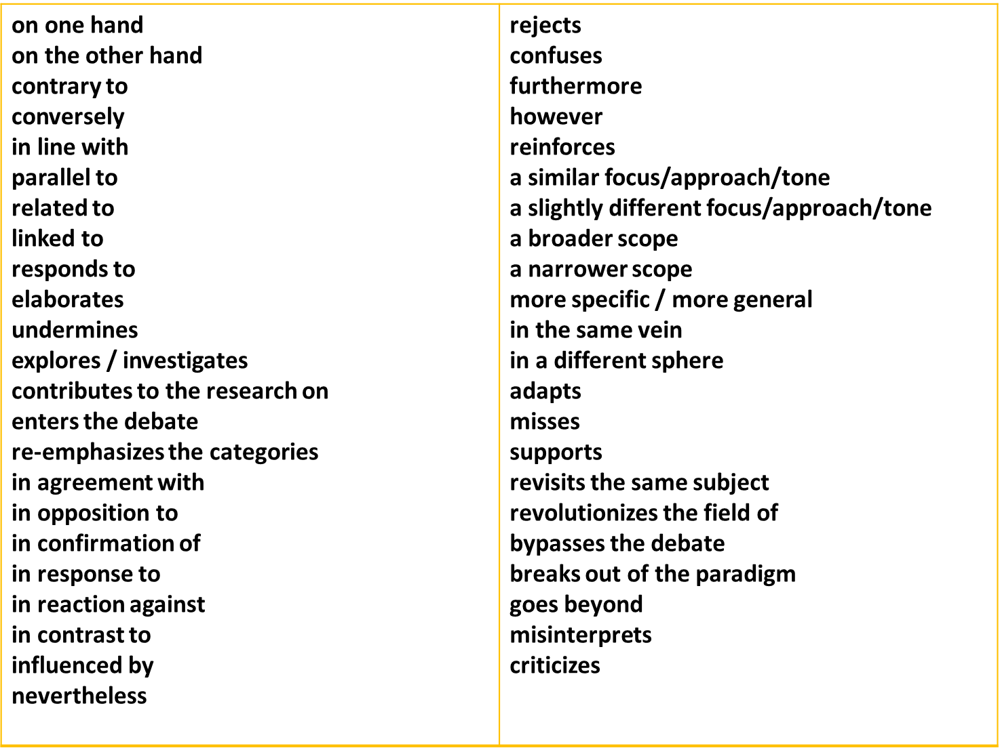 on one hand
on the other hand
contrary to
conversely
in line with
parallel to
related to
linked to
responds to
elaborates
undermines
explores / investigates
contributes to the research on
enters the debate
re-emphasizes the categories
in agreement with
in opposition to
in confirmation of
in response to
in reaction against
in contrast to
influenced by
nevertheless
rejects
confuses
furthermore
however
reinforces
a similar focus/approach/tone
a slightly different focus/approach/tone
a broader scope
a narrower scope
more specific / more general
in the same vein
in a different sphere
adapts
misses
supports
revisits the same subject
revolutionizes the field of
bypasses the debate
breaks out of the paradigm
goes beyond
misinterprets
criticizes